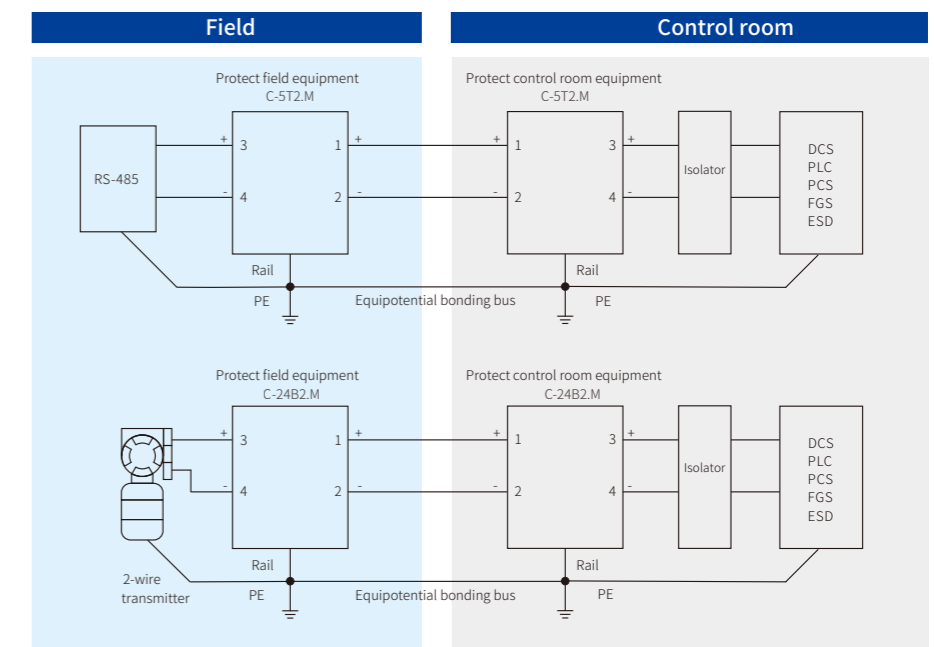 Field
Control room
Protect field equipment
C-5T2.M
Protect control room equipment
C-5T2.M
RS-485
+ 3 1 +
- 4 2 -
+ 1 3 +
- 2 4 -
Isolator
DCS
PLC
PCS
FGS
ESD
Rail
PE
Equipotential bonding bus
Rail
PE
Protect field equipment
C-24B2.M
Protect control room equipment
C-24B2.M
+ 3 1 +
- 4 2 -
+ 1 3 +
- 2 4 -
Isolator
DCS
PLC
PCS
FGS
ESD
2-wire
transmitter
Rail
PE
Equipotential bonding bus
Rail
PE